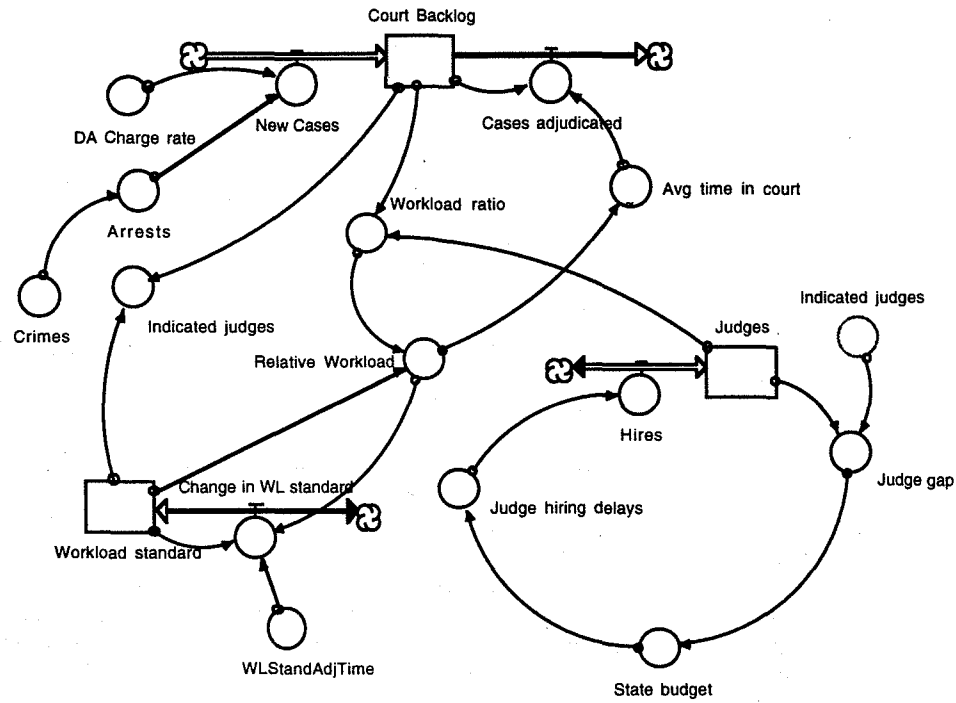 Court Backlog
DA Charge rate
New Cases
Cases adjudicated
Avg time in court
Arrests
Workload ratio
Crimes
Indicated judges
Indicated judges
Judges
Relative Workload
Hires
Change in WL standard
Judge hiring delays
Judge gap
Workload standard
WLStandAdjTime
State budget